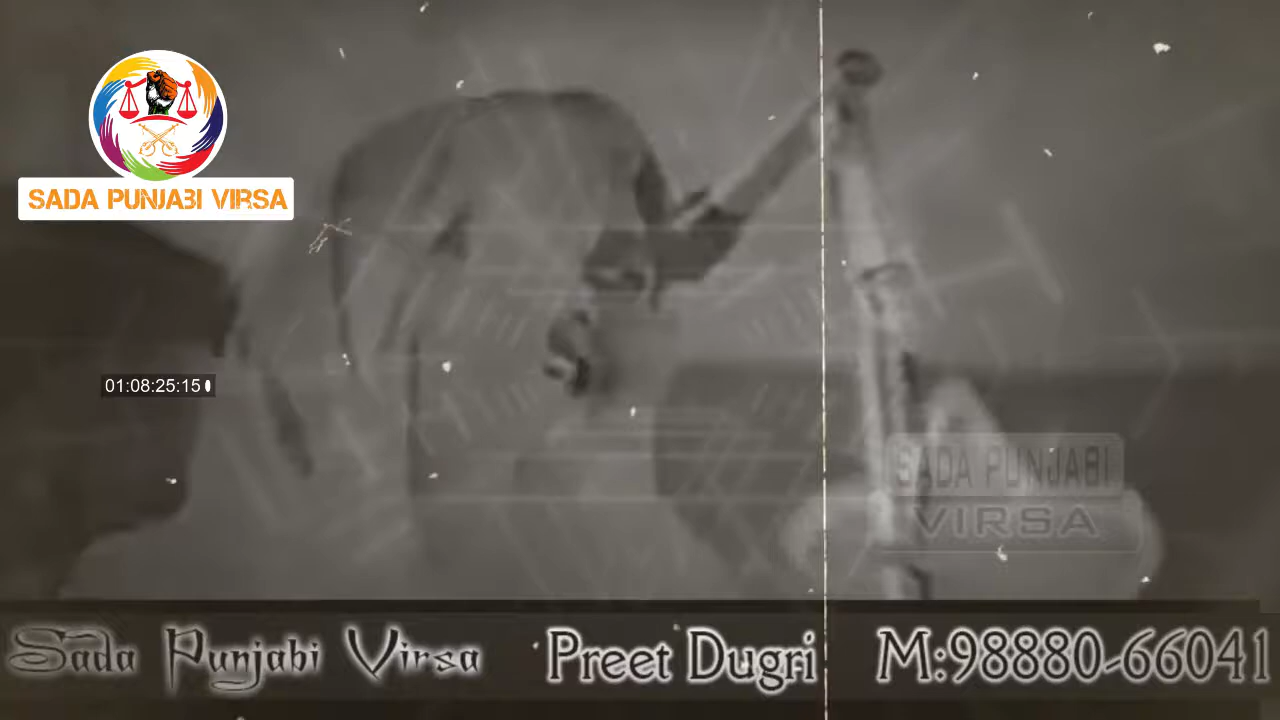 SADA PUNJABI VIRSA
01:08:25:15
SADA PUNJABI
VIRSA
Sada Punjabi Virsa Preet Dugri M:98880-66041